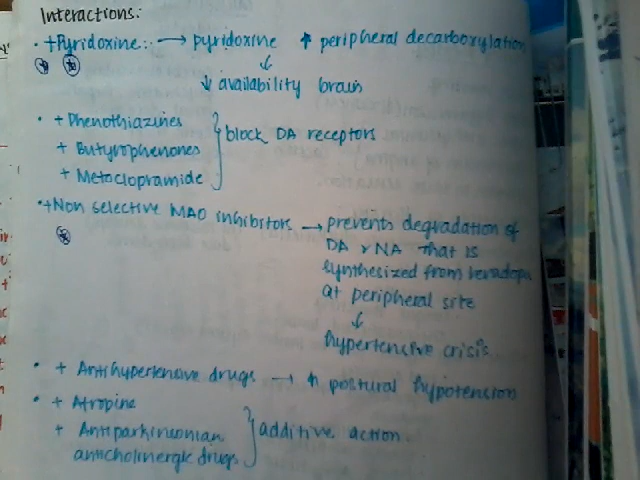 Interactions:
• + Pyridoxine: → pyridoxine ↑ peripheral decarboxylation
↓
↓ availability brain
• + Phenothiazines
+ Butyrophenones } block DA receptors
+ Metoclopramide
• + Non selective MAO inhibitors → prevents degradation of
DA & NA that is
synthesized from levadopa
at peripheral site
↓
hypertensive crisis
• + Antihypertensive drugs → ↑ postural hypotension
• + Atropine
+ Antiparkinsonian } additive action.
anticholinergic drugs